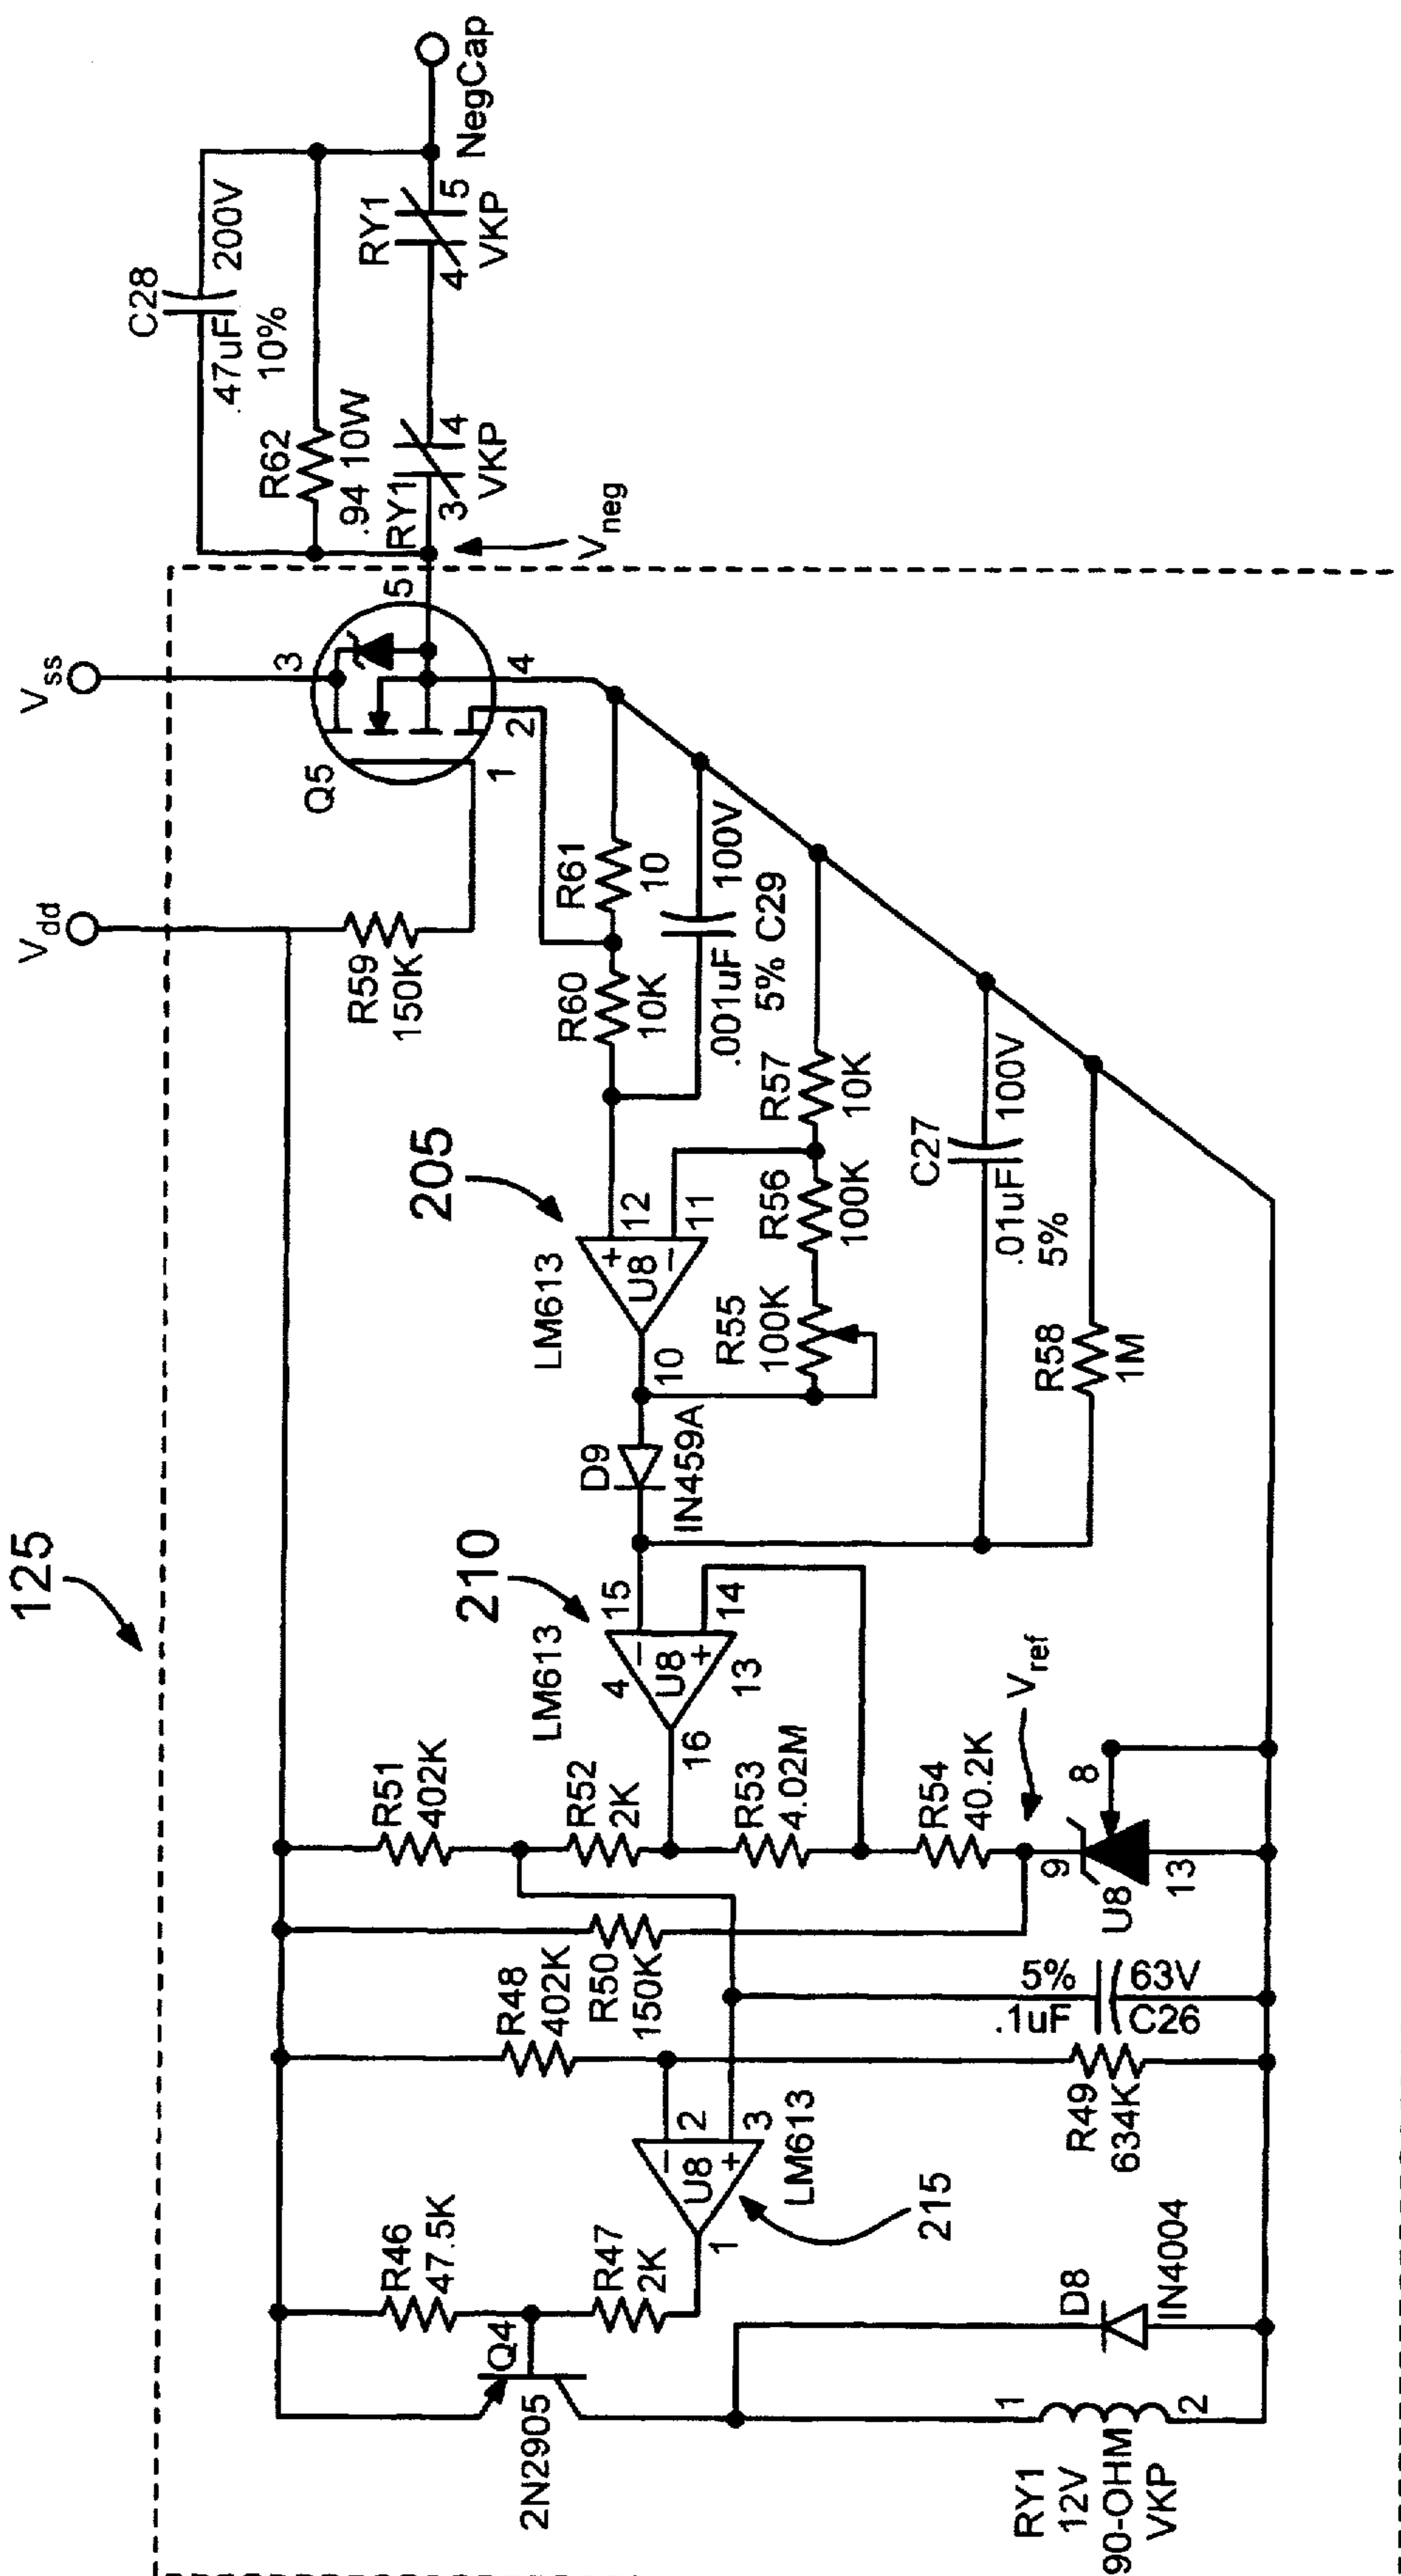 125
Vdd
Vss
C28
.47uF
200V
10%
R62
.94 10W
RY1
3
4
VKP
RY1
4
5
VKP
NegCap
Vneg
Q5
3
5
1
2
4
R59
150K
R60
10K
R61
10
.001uF
100V
5% C29
205
LM613
12
+
U8
−
11
10
R55
100K
R56
100K
R57
10K
C27
.01uF
100V
5%
R58
1M
D9
IN459A
210
LM613
15
4
−
U8
+
14
13
16
R51
402K
R52
2K
R53
4.02M
R54
40.2K
Vref
9
8
U8
13
R48
402K
R50
150K
5%
63V
.1uF
C26
R49
634K
2
−
U8
+
3
1
LM613
215
R46
47.5K
R47
2K
Q4
2N2905
D8
IN4004
RY1
12V
90-OHM
VKP
1
2